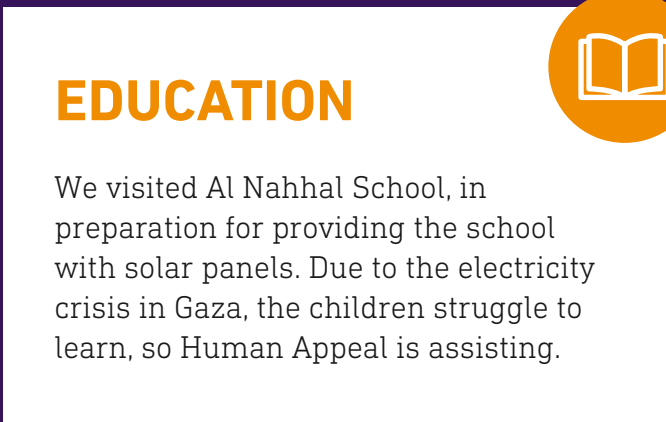 EDUCATION
We visited Al Nahhal School, in
preparation for providing the school
with solar panels. Due to the electricity
crisis in Gaza, the children struggle to
learn, so Human Appeal is assisting.